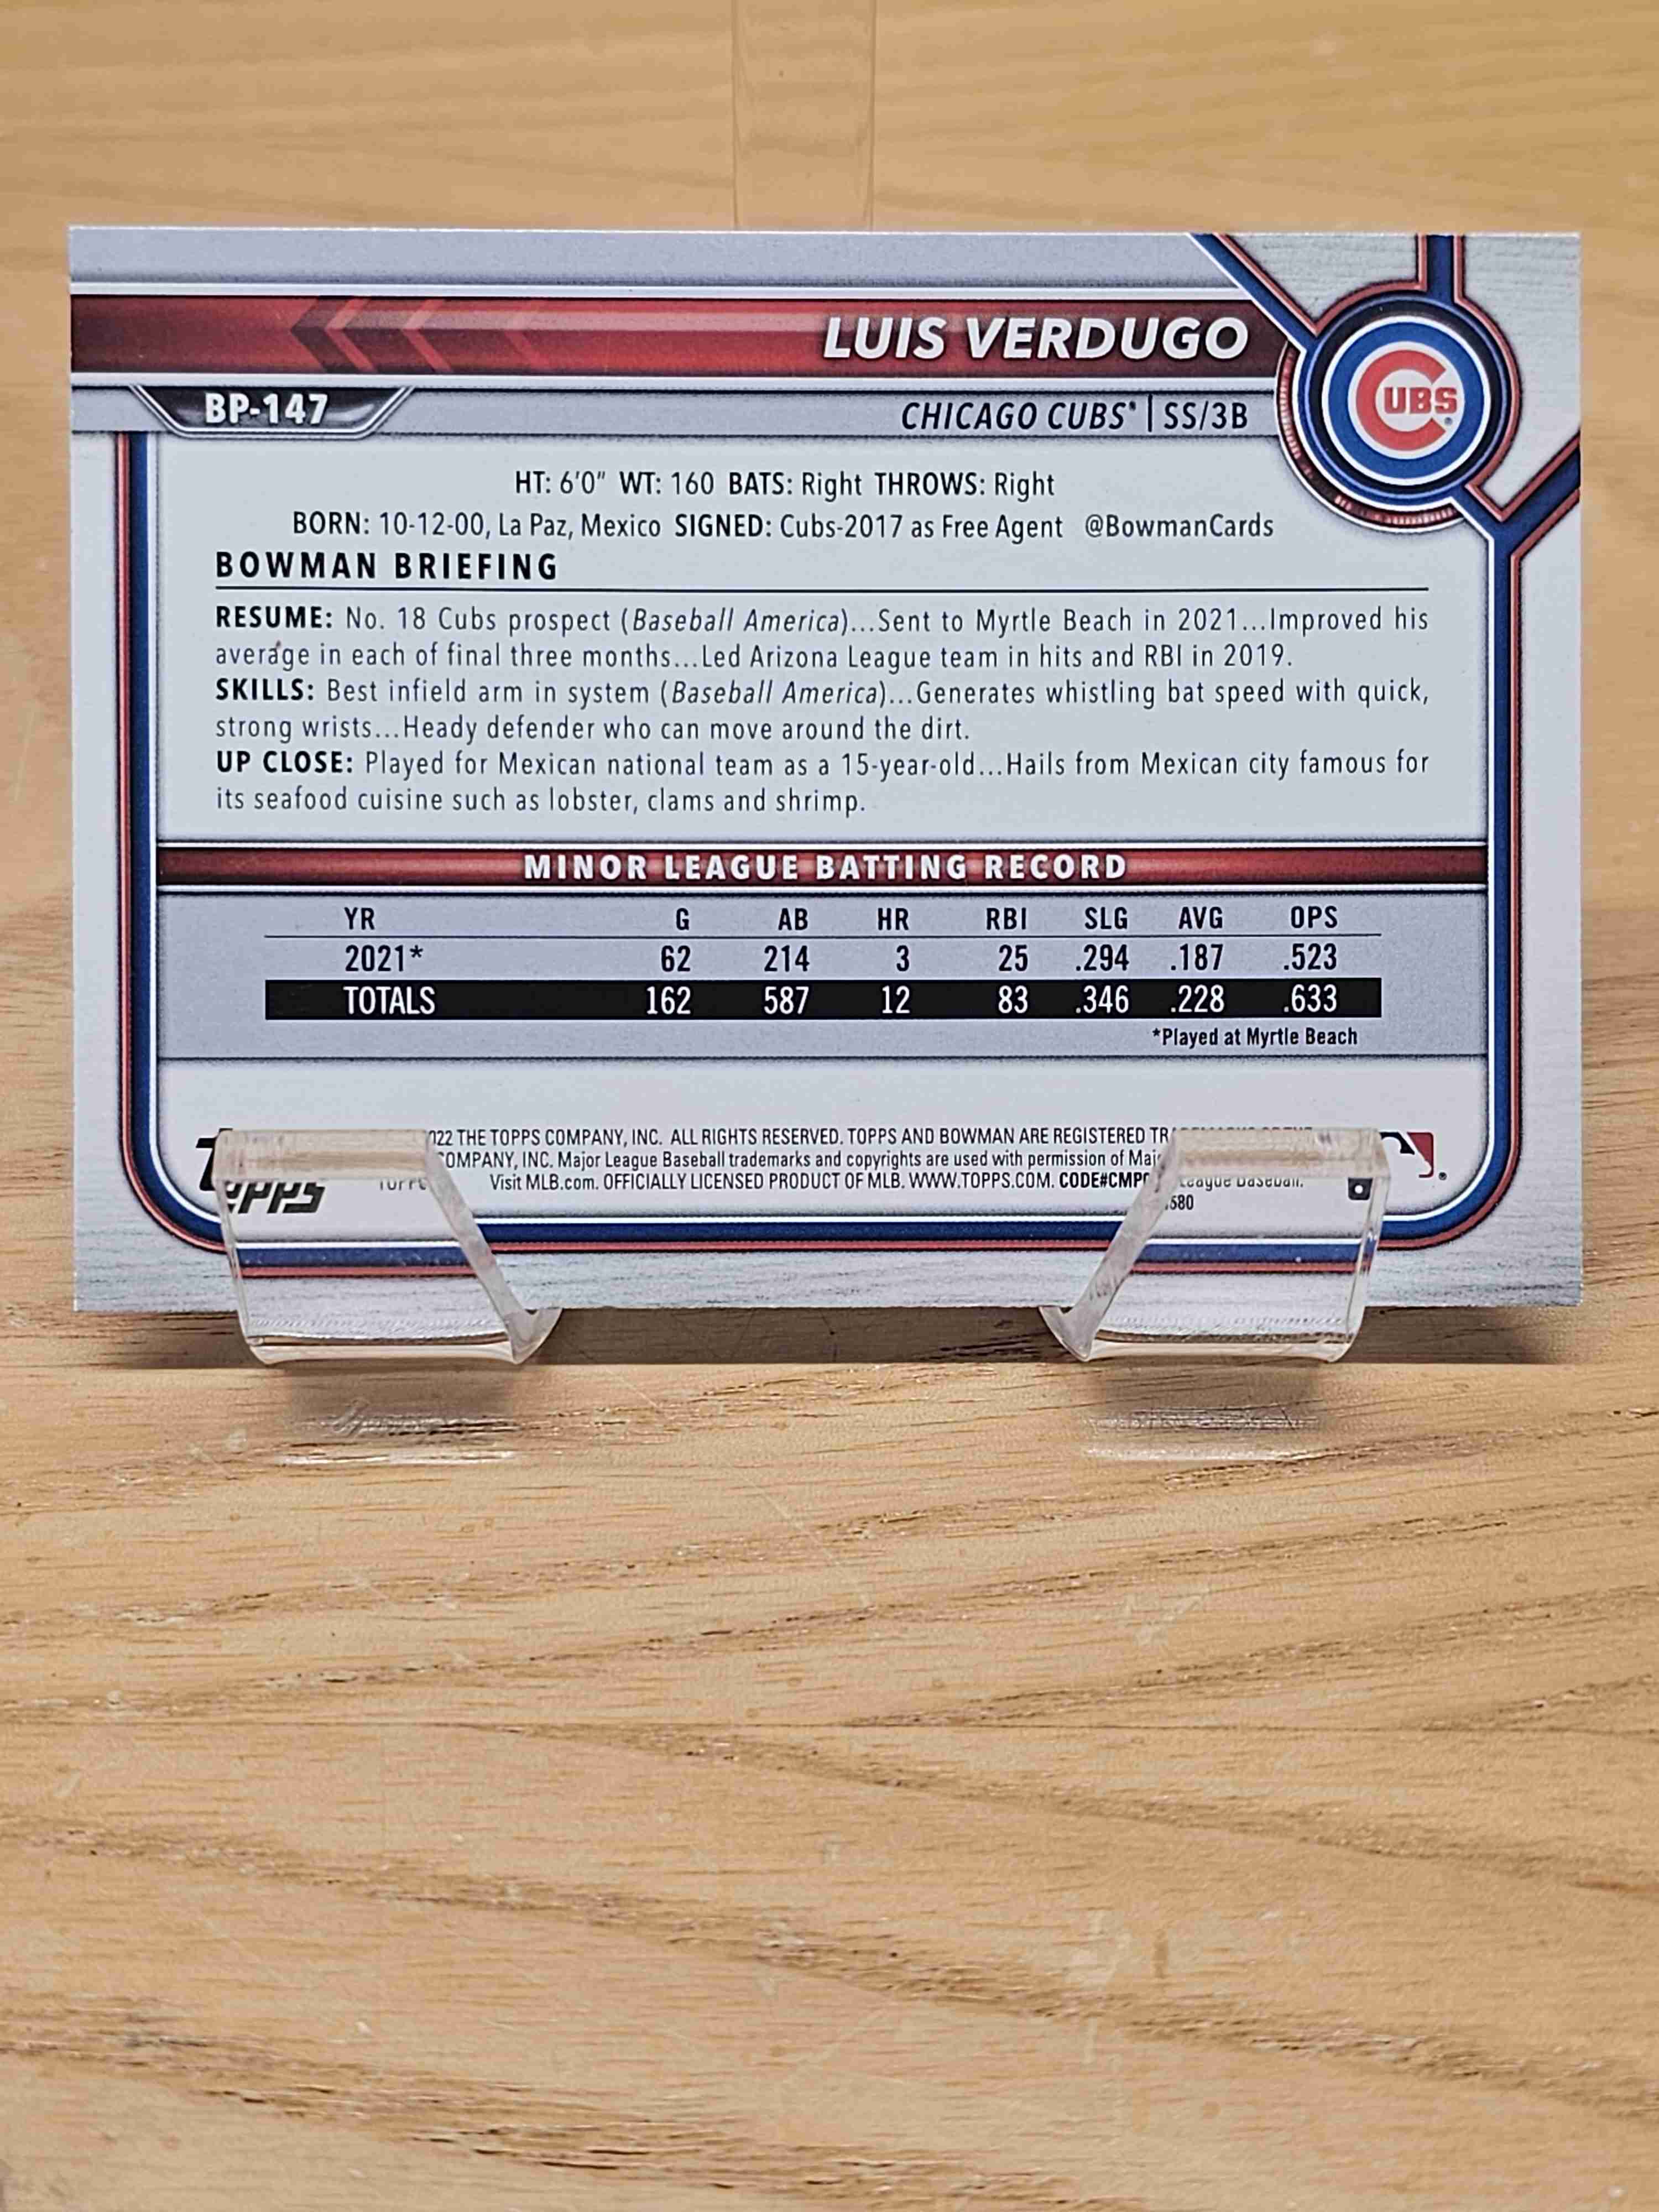 LUIS VERDUGO
BP-147
CHICAGO CUBS® | SS/3B
CUBS
HT: 6'0" WT: 160 BATS: Right THROWS: Right
BORN: 10-12-00, La Paz, Mexico SIGNED: Cubs-2017 as Free Agent @BowmanCards
BOWMAN BRIEFING
RESUME: No. 18 Cubs prospect (Baseball America)...Sent to Myrtle Beach in 2021...Improved his
average in each of final three months...Led Arizona League team in hits and RBI in 2019.
SKILLS: Best infield arm in system (Baseball America)...Generates whistling bat speed with quick,
strong wrists...Heady defender who can move around the dirt.
UP CLOSE: Played for Mexican national team as a 15-year-old...Hails from Mexican city famous for
its seafood cuisine such as lobster, clams and shrimp.
MINOR LEAGUE BATTING RECORD
YR G AB HR RBI SLG AVG OPS
2021* 62 214 3 25 .294 .187 .523
TOTALS 162 587 12 83 .346 .228 .633
*Played at Myrtle Beach
Topps
022 THE TOPPS COMPANY, INC. ALL RIGHTS RESERVED. TOPPS AND BOWMAN ARE REGISTERED
COMPANY, INC. Major League Baseball trademarks and copyrights are used with permission of
Visit MLB.com. OFFICIALLY LICENSED PRODUCT OF MLB. WWW.TOPPS.COM. League Baseball.